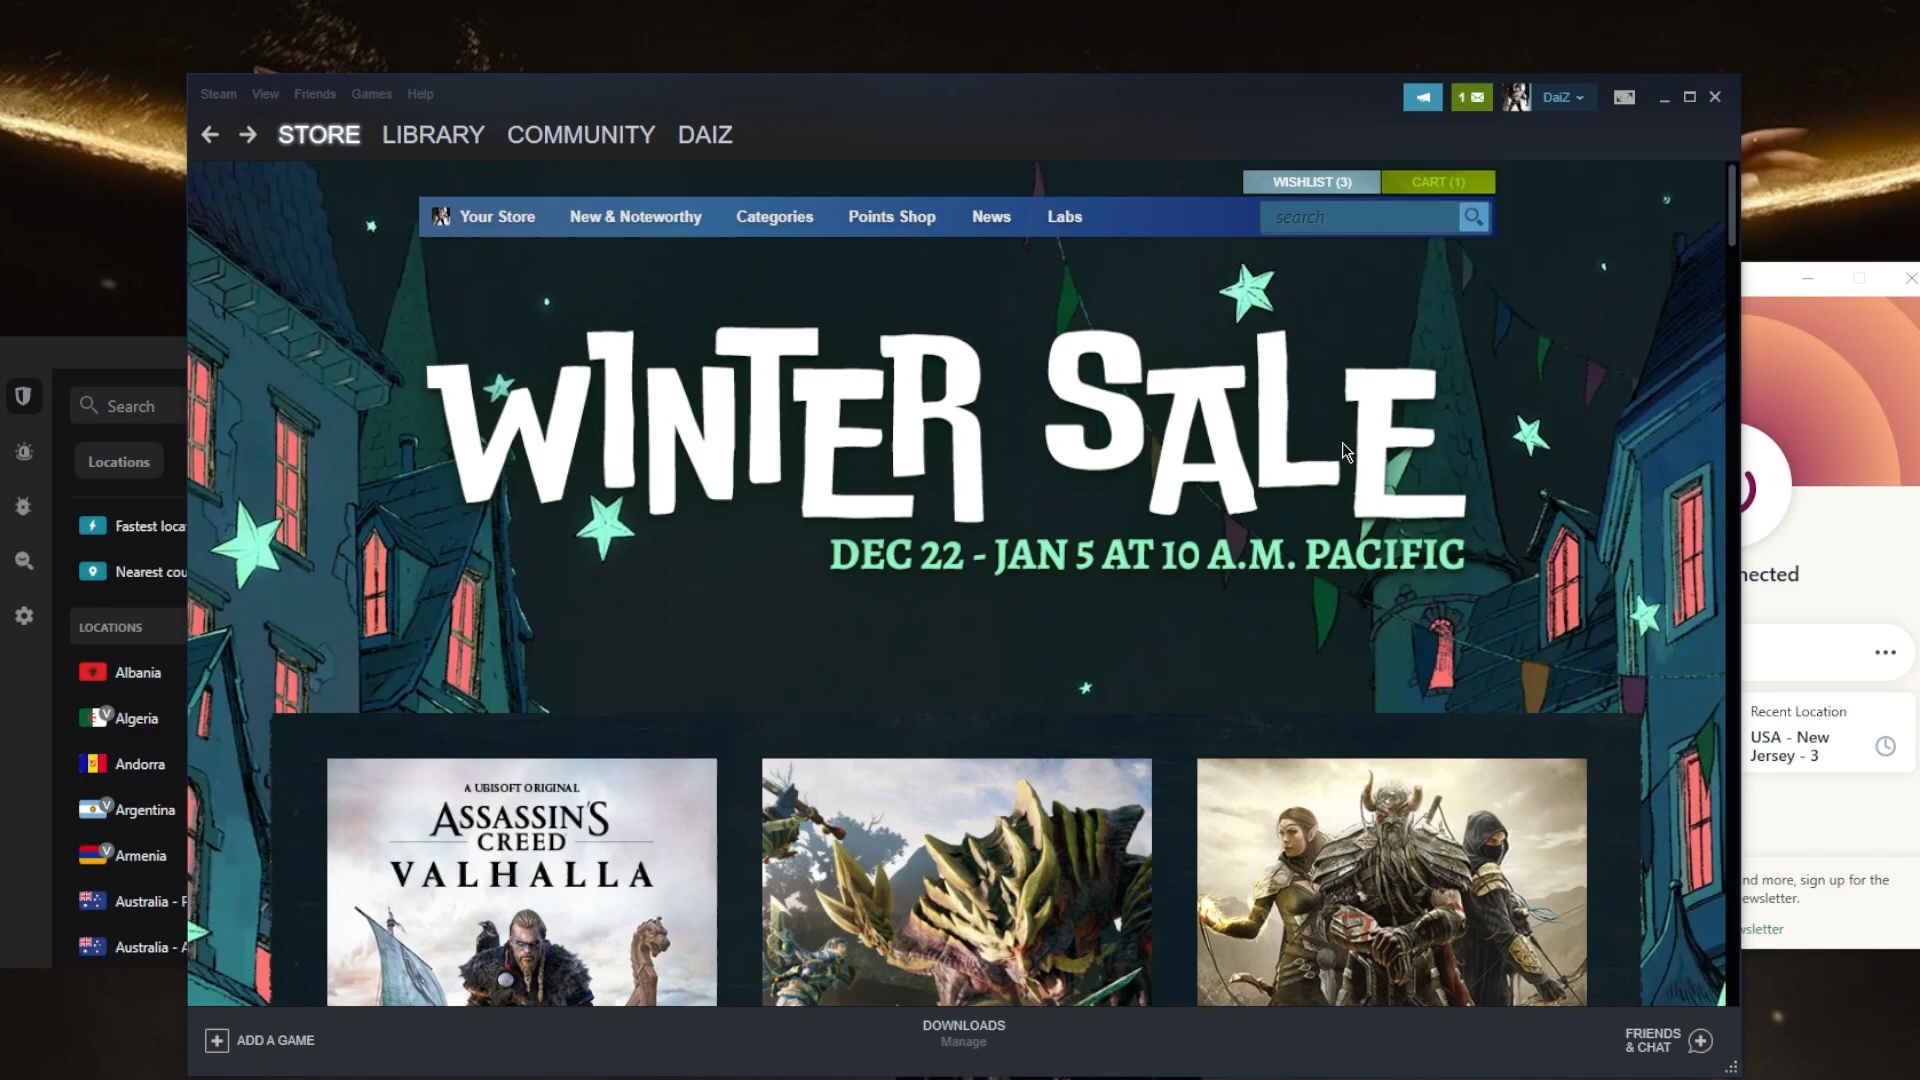 Steam View Friends Games Help
1
DaiZ
STORE LIBRARY COMMUNITY DAIZ
WISHLIST (3)
CART (1)
Your Store New & Noteworthy Categories Points Shop News Labs
search
WINTER SALE
DEC 22 - JAN 5 AT 10 A.M. PACIFIC
A UBISOFT ORIGINAL
ASSASSIN'S
CREED
VALHALLA
ADD A GAME
DOWNLOADS
Manage
FRIENDS
& CHAT
Search
Locations
Fastest loca
Nearest cou
LOCATIONS
Albania
Algeria
Andorra
Argentina
Armenia
Australia - P
Australia - A
nected
Recent Location
USA - New
Jersey - 3
nd more, sign up for the
ewsletter.
wsletter